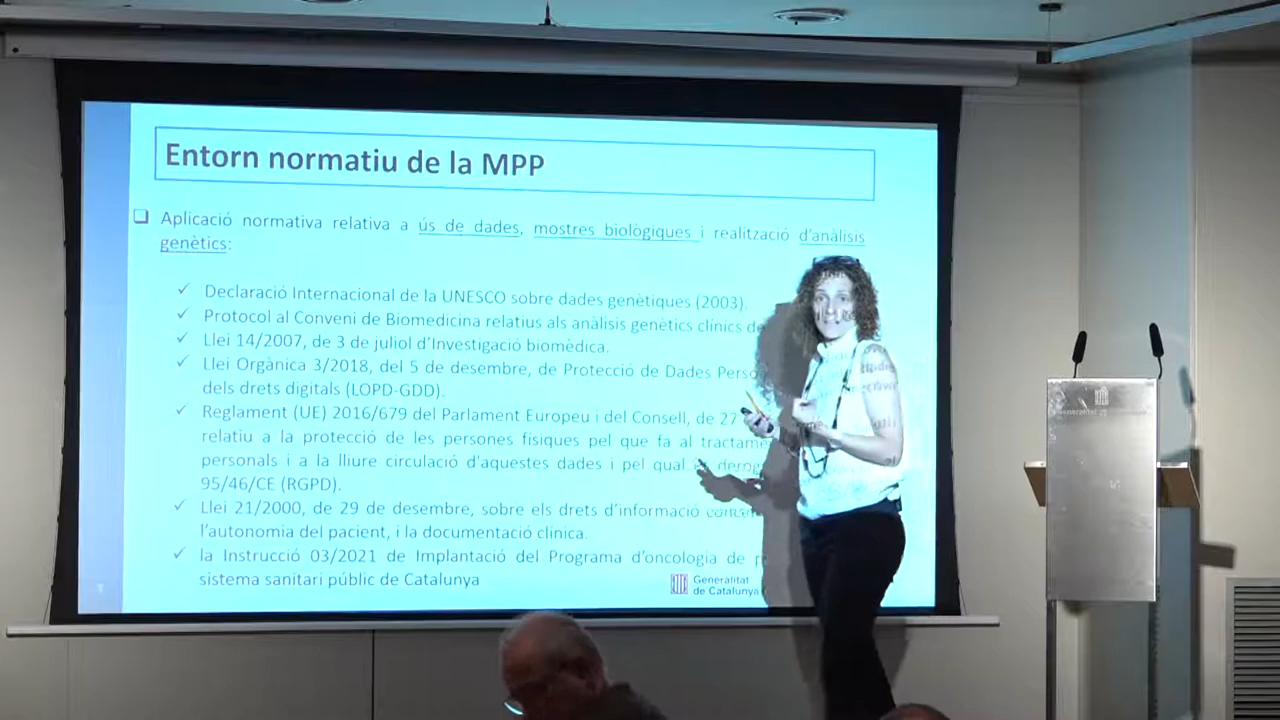 Entorn normatiu de la MPP
❑ Aplicació normativa relativa a ús de dades, mostres biològiques i realització d'anàlisis
genètics:
✓ Declaració Internacional de la UNESCO sobre dades genètiques (2003).
✓ Protocol al Conveni de Biomedicina relatius als anàlisis genètics clínics
✓ Llei 14/2007, de 3 de juliol d'Investigació biomèdica.
✓ Llei Orgànica 3/2018, del 5 de desembre, de Protecció de Dades
dels drets digitals (LOPD-GDD).
✓ Reglament (UE) 2016/679 del Parlament Europeu i del Consell, de 27
relatiu a la protecció de les persones físiques pel que fa al
personals i a la lliure circulació d'aquestes dades i pel qual
95/46/CE (RGPD).
✓ Llei 21/2000, de 29 de desembre, sobre els drets d'informació
l'autonomia del pacient, i la documentació clínica.
✓ la Instrucció 03/2021 de Implantació del Programa d'oncologia de
sistema sanitari públic de Catalunya
Generalitat
de Catalunya